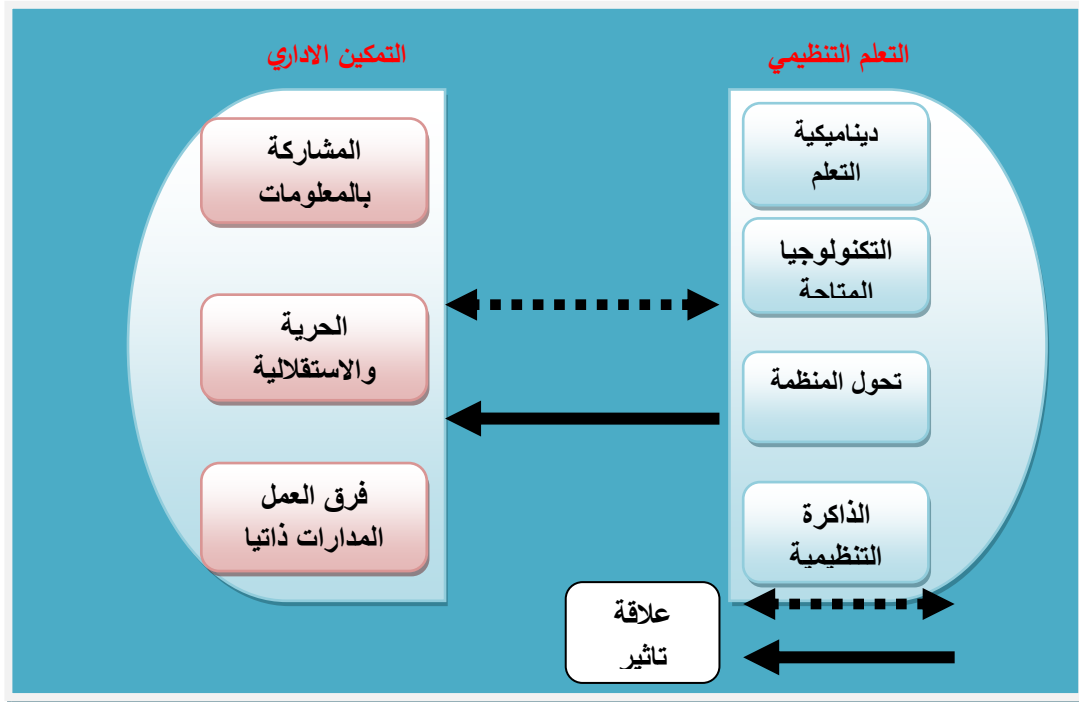 التعلم التنظيمي
ديناميكية
التعلم
التكنولوجيا
المتاحة
تحول المنظمة
الذاكرة
التنظيمية
التمكين الاداري
المشاركة
بالمعلومات
الحرية
والاستقلالية
فرق العمل
المدارات ذاتيا
علاقة
تاثير